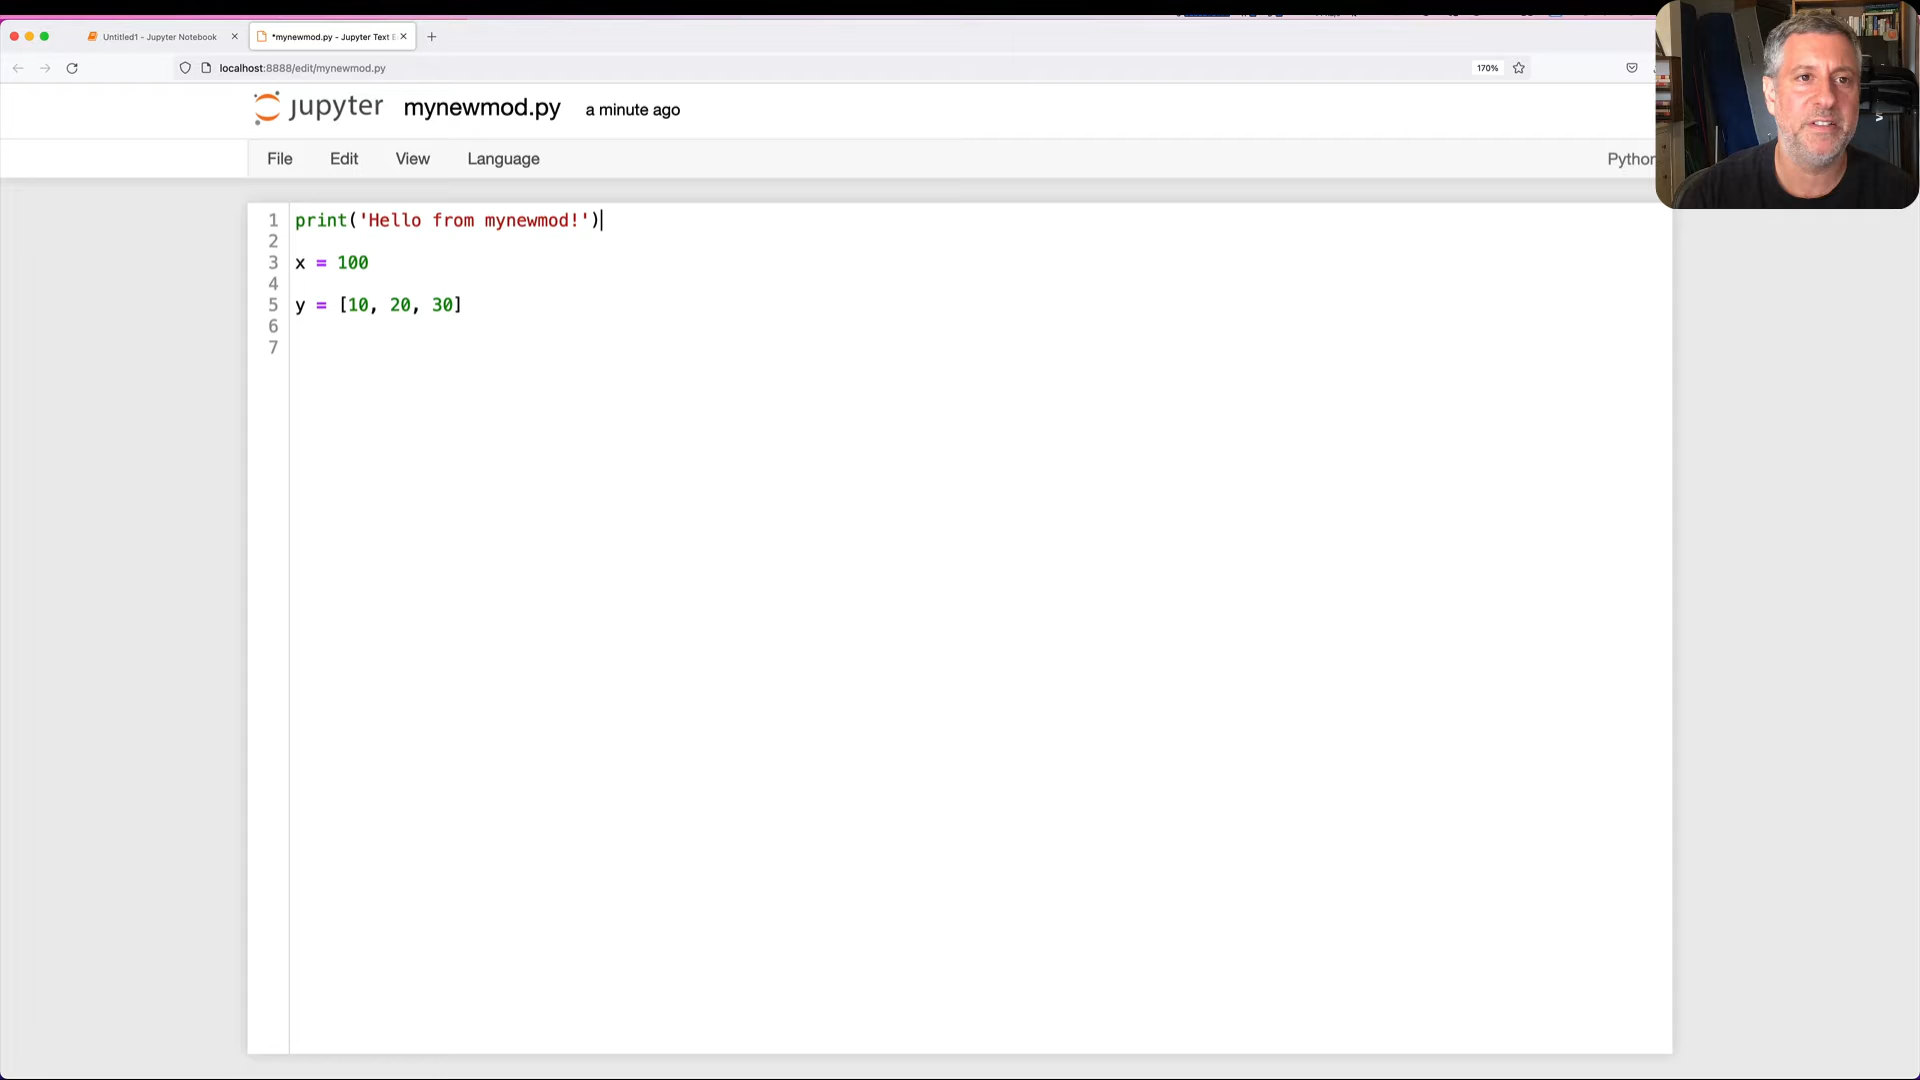 Untitled1 - Jupyter Notebook
*mynewmod.py - Jupyter Text E
localhost:8888/edit/mynewmod.py
170%
jupyter mynewmod.py a minute ago
File Edit View Language
Python
1 print('Hello from mynewmod!')
2
3 x = 100
4
5 y = [10, 20, 30]
6
7